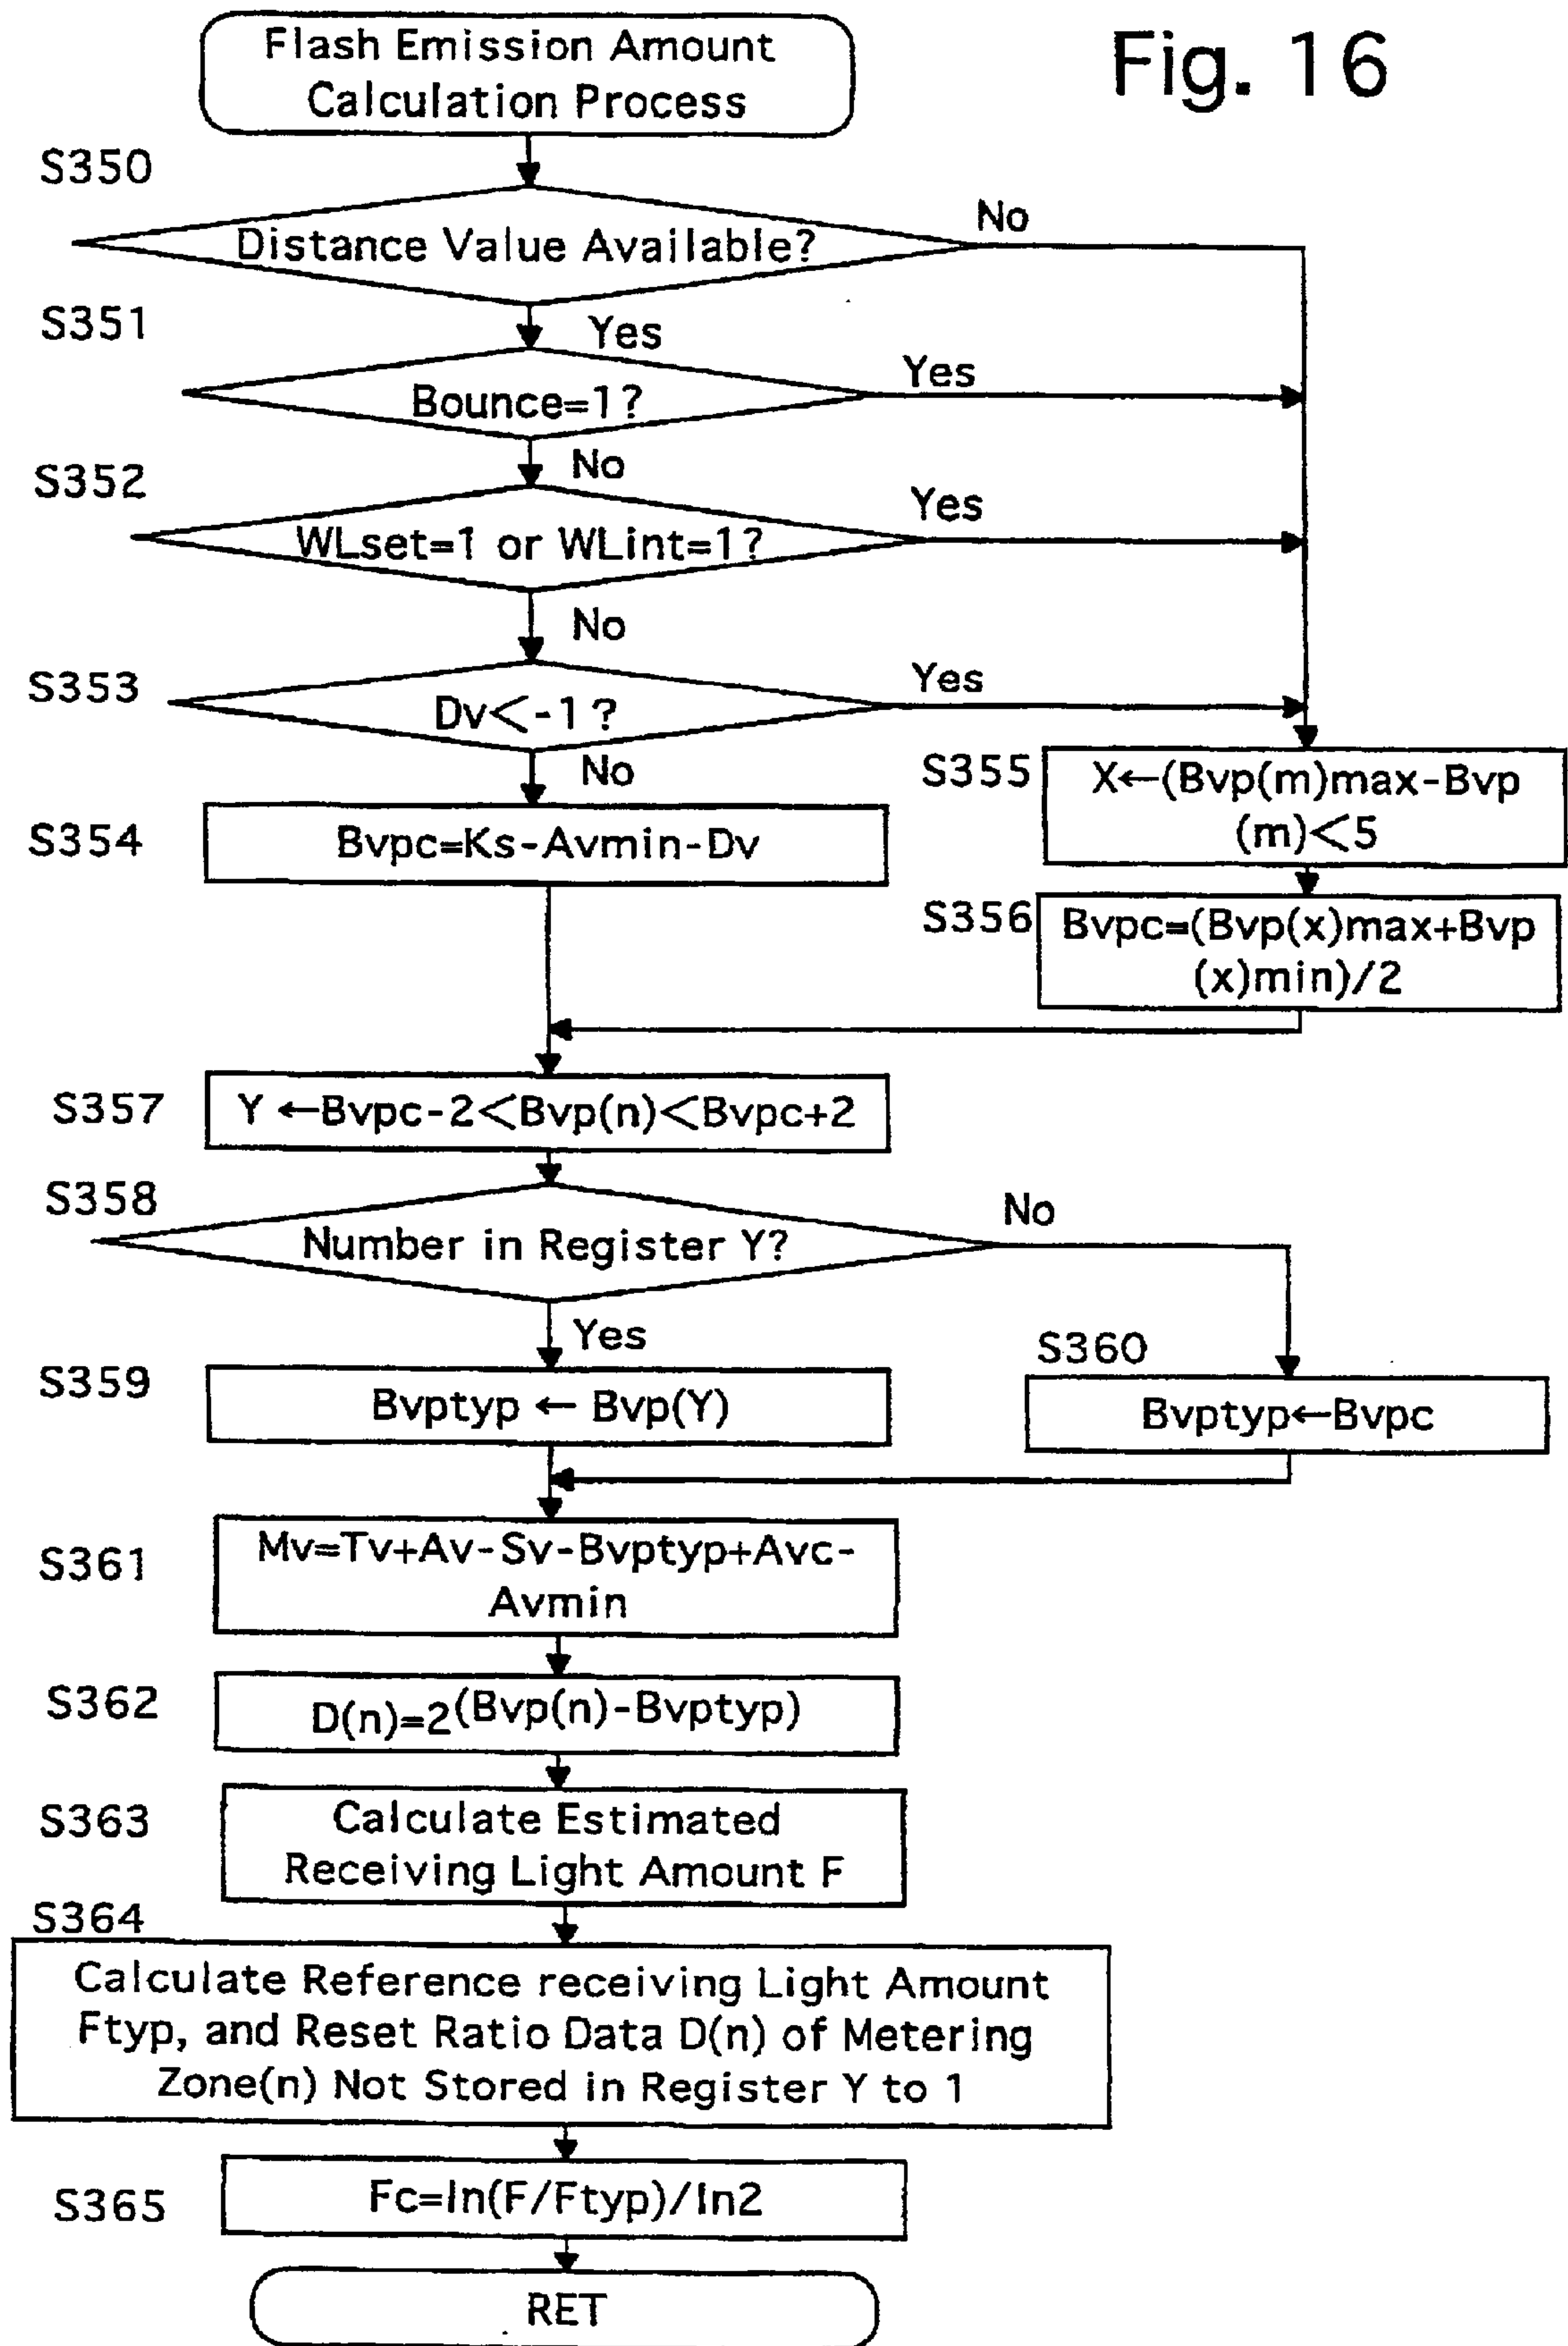 Flash Emission Amount
Calculation Process
Fig. 16
S350
Distance Value Available?
No
S351
Yes
Bounce=1?
Yes
S352
No
WLset=1 or WLint=1?
Yes
No
S353
Dv<-1?
Yes
No
S355
X←(Bvp(m)max-Bvp
(m)<5
S354
Bvpc=Ks-Avmin-Dv
S356
Bvpc=(Bvp(x)max+Bvp
(x)min)/2
S357
Y ←Bvpc-2<Bvp(n)<Bvpc+2
S358
Number in Register Y?
No
Yes
S359
Bvptyp ← Bvp(Y)
S360
Bvptyp←Bvpc
S361
Mv=Tv+Av-Sv-Bvptyp+Avc-
Avmin
S362
D(n)=2(Bvp(n)-Bvptyp)
S363
Calculate Estimated
Receiving Light Amount F
S364
Calculate Reference receiving Light Amount
Ftyp, and Reset Ratio Data D(n) of Metering
Zone(n) Not Stored in Register Y to 1
S365
Fc=ln(F/Ftyp)/ln2
RET